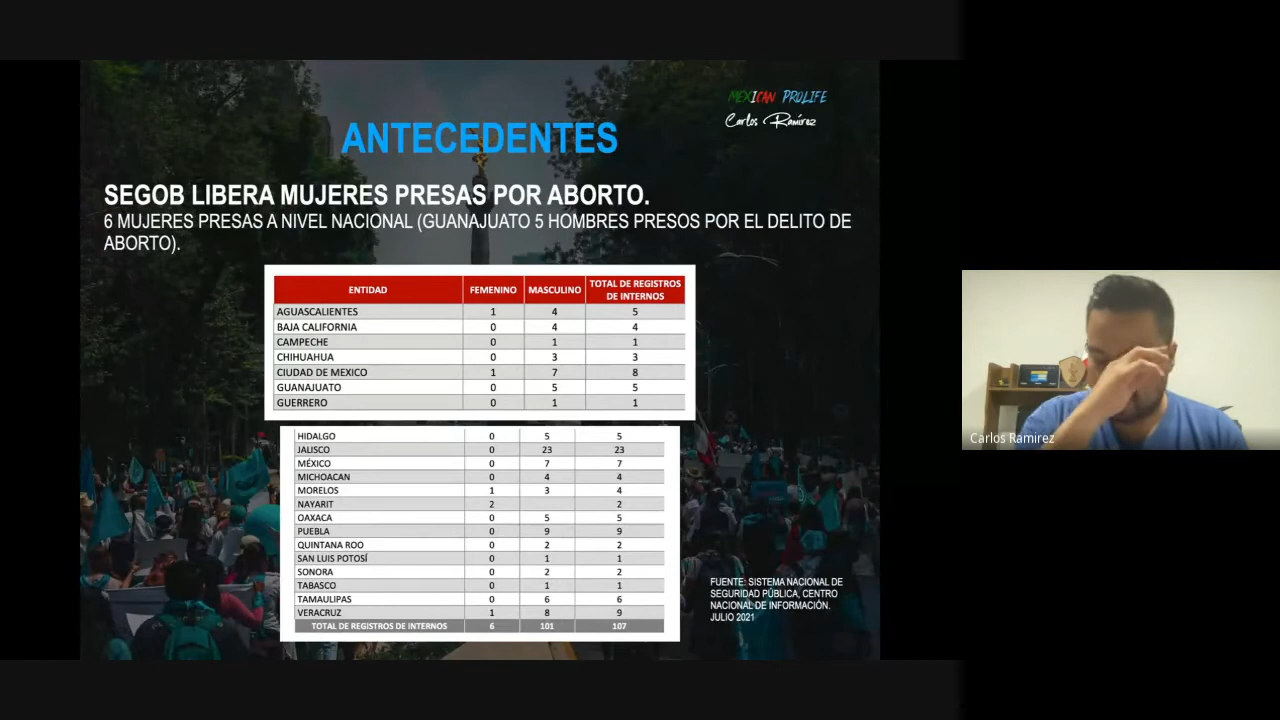 MEXICAN PROLIFE
Carlos Ramírez
ANTECEDENTES
SEGOB LIBERA MUJERES PRESAS POR ABORTO.
6 MUJERES PRESAS A NIVEL NACIONAL (GUANAJUATO 5 HOMBRES PRESOS POR EL DELITO DE
ABORTO).
ENTIDAD FEMENINO MASCULINO TOTAL DE REGISTROS DE INTERNOS
AGUASCALIENTES 1 4 5
BAJA CALIFORNIA 0 4 4
CAMPECHE 0 1 1
CHIHUAHUA 0 3 3
CIUDAD DE MEXICO 1 7 8
GUANAJUATO 0 5 5
GUERRERO 0 1 1
HIDALGO 0 5 5
JALISCO 0 23 23
MÉXICO 0 7 7
MICHOACAN 0 4 4
MORELOS 1 3 4
NAYARIT 2 2
OAXACA 0 5 5
PUEBLA 0 9 9
QUINTANA ROO 0 2 2
SAN LUIS POTOSÍ 0 1 1
SONORA 0 2 2
TABASCO 0 1 1
TAMAULIPAS 0 6 6
VERACRUZ 1 8 9
TOTAL DE REGISTROS DE INTERNOS 6 101 107
FUENTE: SISTEMA NACIONAL DE
SEGURIDAD PÚBLICA, CENTRO
NACIONAL DE INFORMACIÓN.
JULIO 2021
Carlos Ramirez